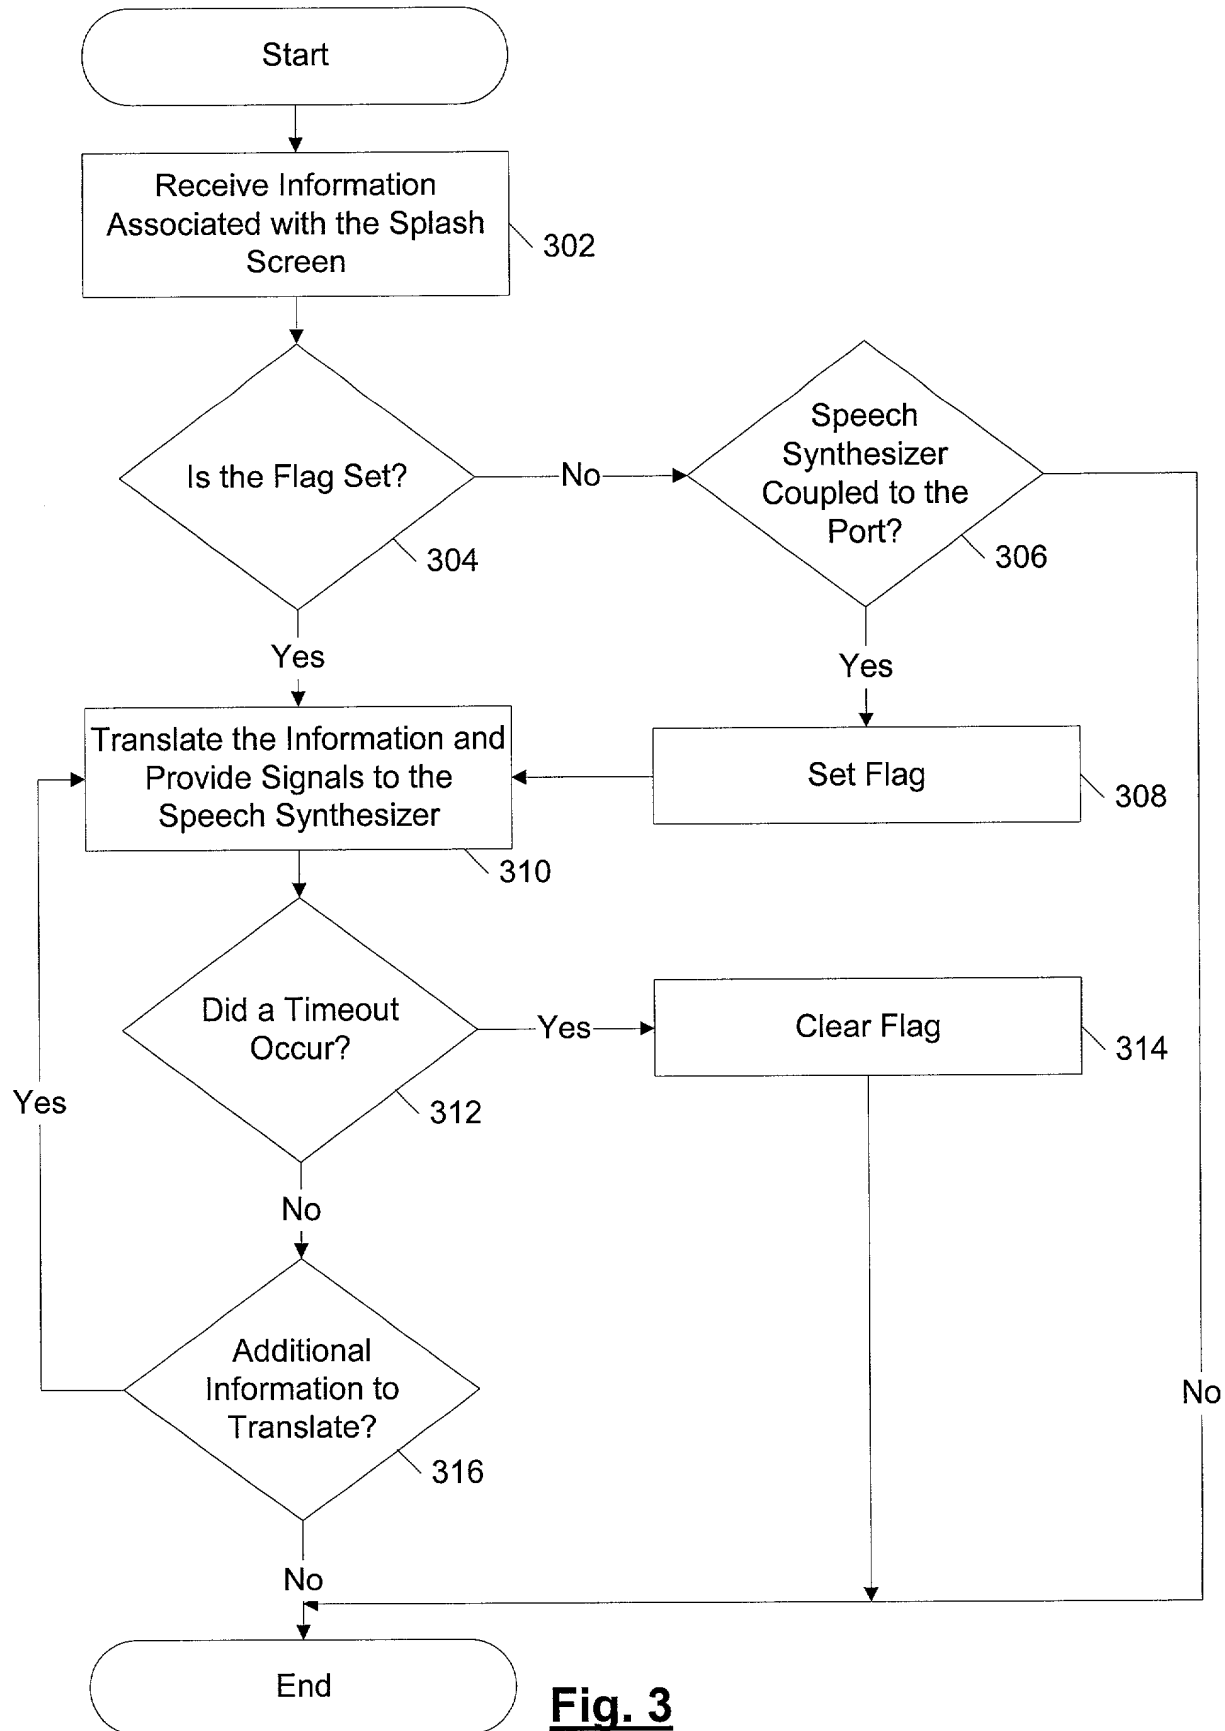 Start
Receive Information
Associated with the Splash
Screen
302
Is the Flag Set?
304
No
Speech
Synthesizer
Coupled to the
Port?
306
Yes
Yes
Translate the Information and
Provide Signals to the
Speech Synthesizer
310
Set Flag
308
Did a Timeout
Occur?
312
Yes
Clear Flag
314
Yes
No
Additional
Information to
Translate?
316
No
No
End
Fig. 3